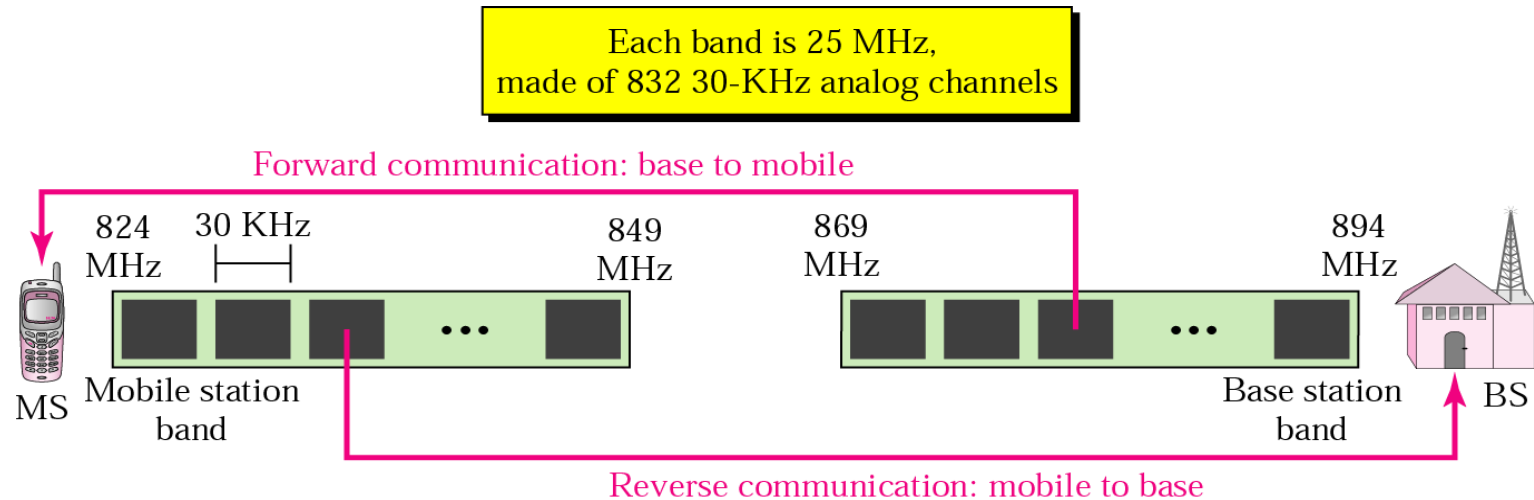 Each band is 25 MHz,
made of 832 30-KHz analog channels
Forward communication: base to mobile
824
MHz
30 KHz
849
MHz
869
MHz
894
MHz
MS
Mobile station
band
Base station
band
BS
Reverse communication: mobile to base